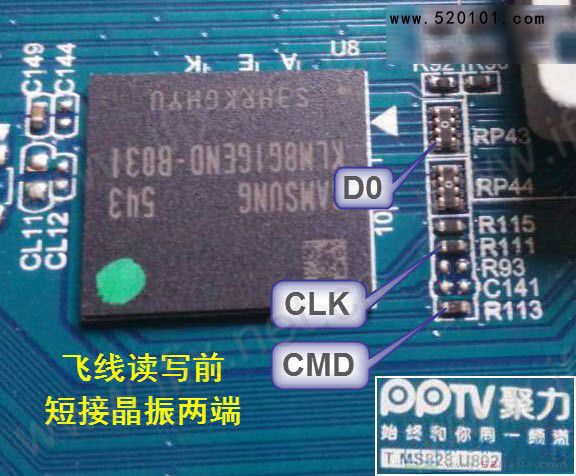 www.520101.com
U8
C149
C144
SAMSUNG
543
KLM8G1GEND-B031
S3HRKGHYU
K
E
A
1
CL11
CL12
10
R92
RP43
RP44
R115
R111
R93
C141
R113
D0
CLK
CMD
飞线读写前
短接晶振两端
PPTV聚力
始终和你同一频道
T.MS828.U802